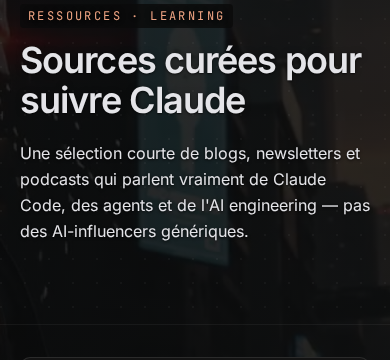 RESSOURCES · LEARNING
Sources curées pour
suivre Claude
Une sélection courte de blogs, newsletters et
podcasts qui parlent vraiment de Claude
Code, des agents et de l'AI engineering — pas
des AI-influencers génériques.